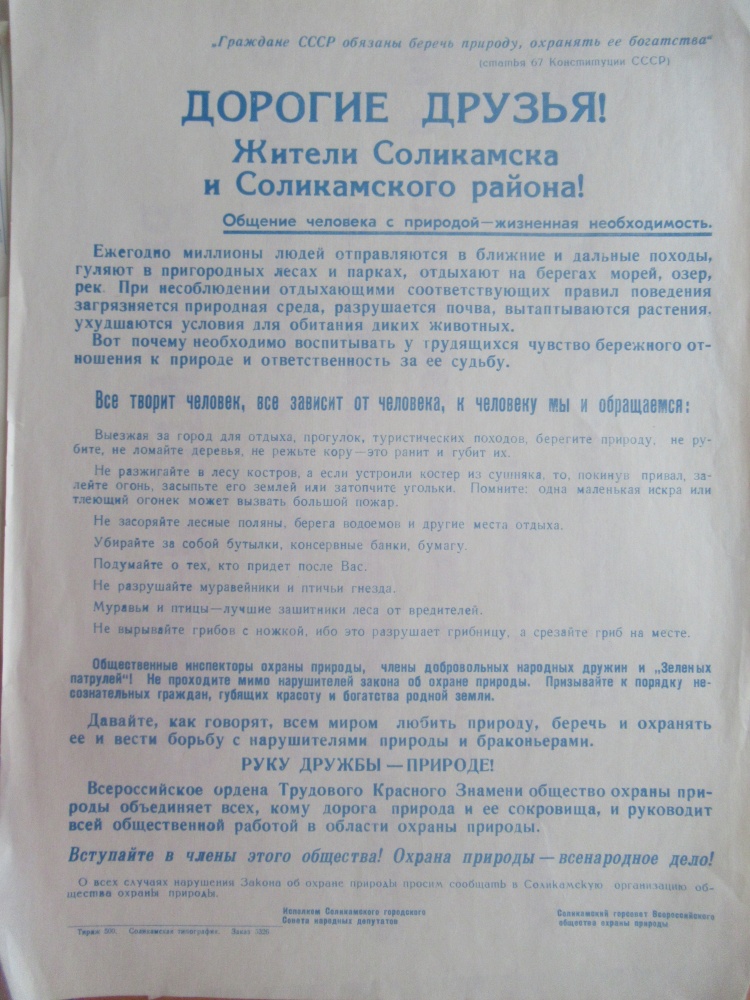 „Граждане СССР обязаны беречь природу, охранять ее богатства“
(статья 67 Конституции СССР)
ДОРОГИЕ ДРУЗЬЯ!
Жители Соликамска
и Соликамского района!
Общение человека с природой—жизненная необходимость.
Ежегодно миллионы людей отправляются в ближние и дальные походы,
гуляют в пригородных лесах и парках, отдыхают на берегах морей, озер,
рек. При несоблюдении отдыхающими соответствующих правил поведения
загрязняется природная среда, разрушается почва, вытаптываются растения,
ухудшаются условия для обитания диких животных.
Вот почему необходимо воспитывать у трудящихся чувство бережного от-
ношения к природе и ответственность за ее судьбу.
Все творит человек, все зависит от человека, к человеку мы и обращаемся:
Выезжая за город для отдыха, прогулок, туристических походов, берегите природу, не ру-
бите, не ломайте деревья, не режьте кору—это ранит и губит их.
Не разжигайте в лесу костров, а если устроили костер из сушняка, то, покинув привал, за-
лейте огонь, засыпьте его землей или затопчите угольки. Помните: одна маленькая искра или
тлеющий огонек может вызвать большой пожар.
Не засоряйте лесные поляны, берега водоемов и другие места отдыха.
Убирайте за собой бутылки, консервные банки, бумагу.
Подумайте о тех, кто придет после Вас.
Не разрушайте муравейники и птичьи гнезда.
Муравьи и птицы—лучшие защитники леса от вредителей.
Не вырывайте грибов с ножкой, ибо это разрушает грибницу, а срезайте гриб на месте.
Общественные инспекторы охраны природы, члены добровольных народных дружин и „Зеленых
патрулей“! Не проходите мимо нарушителей закона об охране природы. Призывайте к порядку не-
сознательных граждан, губящих красоту и богатства родной земли.
Давайте, как говорят, всем миром любить природу, беречь и охранять
ее и вести борьбу с нарушителями природы и браконьерами.
РУКУ ДРУЖБЫ—ПРИРОДЕ!
Всероссийское ордена Трудового Красного Знамени общество охраны при-
роды объединяет всех, кому дорога природа и ее сокровища, и руководит
всей общественной работой в области охраны природы.
Вступайте в члены этого общества! Охрана природы—всенародное дело!
О всех случаях нарушения Закона об охране природы просим сообщать в Соликамскую организацию об-
щества охраны природы.
Исполком Соликамского городского
Совета народных депутатов
Соликамский горсовет Всероссийского
общества охраны природы
Тираж 500. Соликамская типография. Заказ